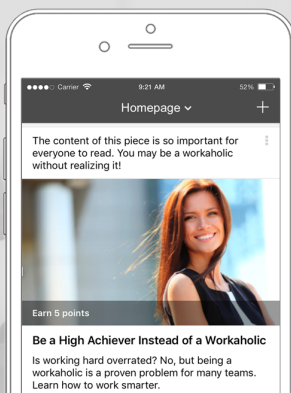 Carrier
9:21 AM
52%
Homepage
The content of this piece is so important for
everyone to read. You may be a workaholic
without realizing it!
Earn 5 points
Be a High Achiever Instead of a Workaholic
Is working hard overrated? No, but being a
workaholic is a proven problem for many teams.
Learn how to work smarter.